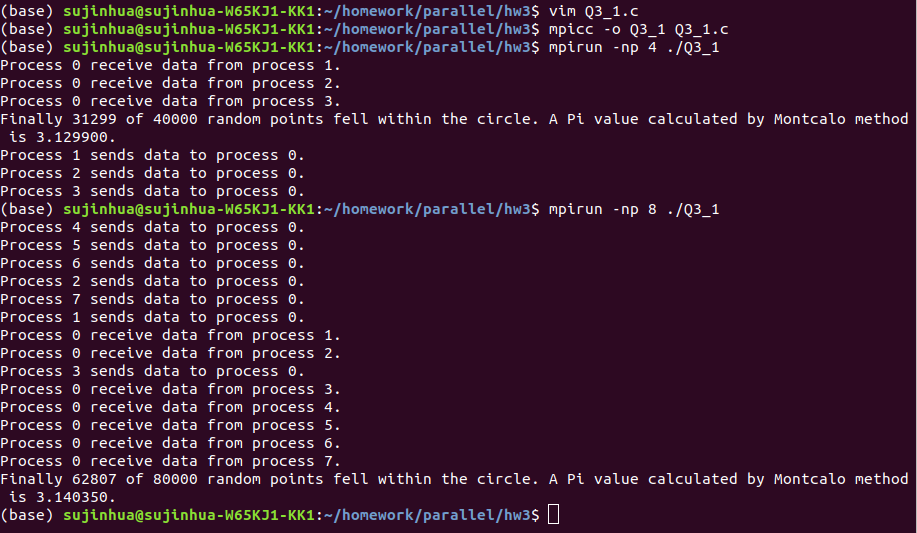 (base) sujinhua@sujinhua-W65KJ1-KK1:~/homework/parallel/hw3$ vim Q3_1.c
(base) sujinhua@sujinhua-W65KJ1-KK1:~/homework/parallel/hw3$ mpicc -o Q3_1 Q3_1.c
(base) sujinhua@sujinhua-W65KJ1-KK1:~/homework/parallel/hw3$ mpirun -np 4 ./Q3_1
Process 0 receive data from process 1.
Process 0 receive data from process 2.
Process 0 receive data from process 3.
Finally 31299 of 40000 random points fell within the circle. A Pi value calculated by Montcalo method
 is 3.129900.
Process 1 sends data to process 0.
Process 2 sends data to process 0.
Process 3 sends data to process 0.
(base) sujinhua@sujinhua-W65KJ1-KK1:~/homework/parallel/hw3$ mpirun -np 8 ./Q3_1
Process 4 sends data to process 0.
Process 5 sends data to process 0.
Process 6 sends data to process 0.
Process 2 sends data to process 0.
Process 7 sends data to process 0.
Process 1 sends data to process 0.
Process 0 receive data from process 1.
Process 0 receive data from process 2.
Process 3 sends data to process 0.
Process 0 receive data from process 3.
Process 0 receive data from process 4.
Process 0 receive data from process 5.
Process 0 receive data from process 6.
Process 0 receive data from process 7.
Finally 62807 of 80000 random points fell within the circle. A Pi value calculated by Montcalo method
 is 3.140350.
(base) sujinhua@sujinhua-W65KJ1-KK1:~/homework/parallel/hw3$